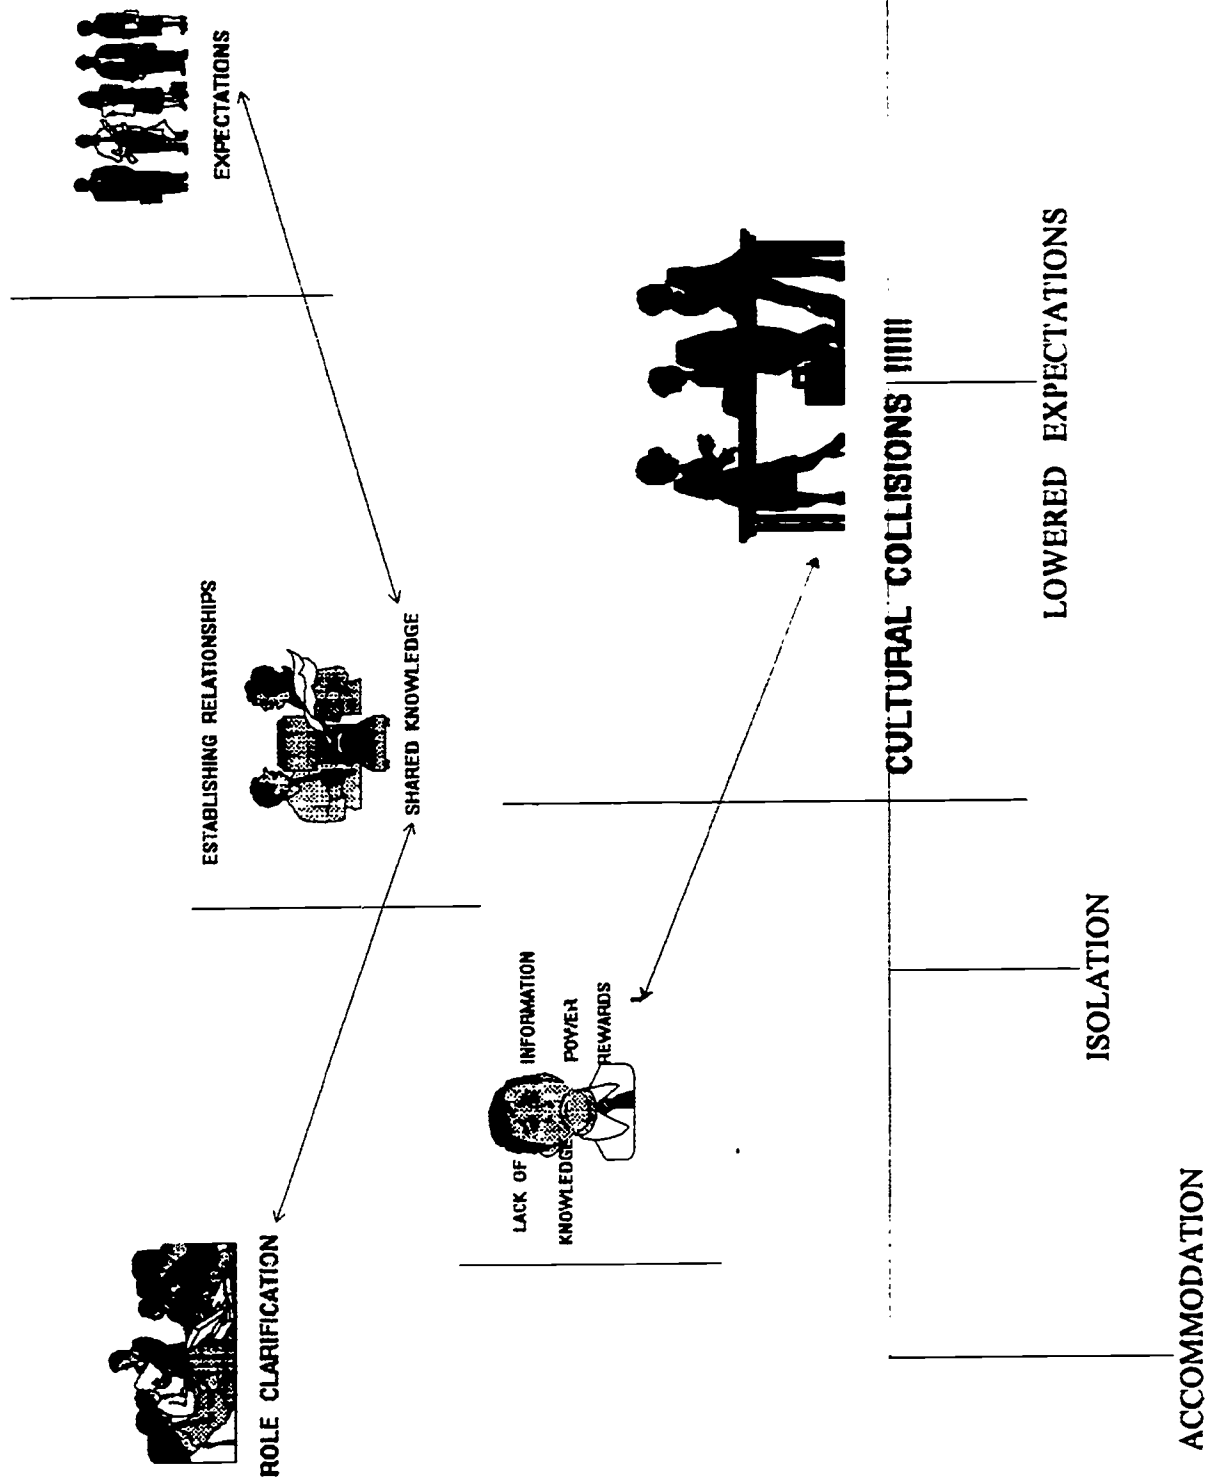 ESTABLISHING RELATIONSHIPS
EXPECTATIONS
ROLE CLARIFICATION
SHARED KNOWLEDGE
LACK OF INFORMATION
KNOWLEDGE POWER
REWARDS
CULTURAL COLLISIONS !!!!!
LOWERED EXPECTATIONS
ISOLATION
ACCOMMODATION